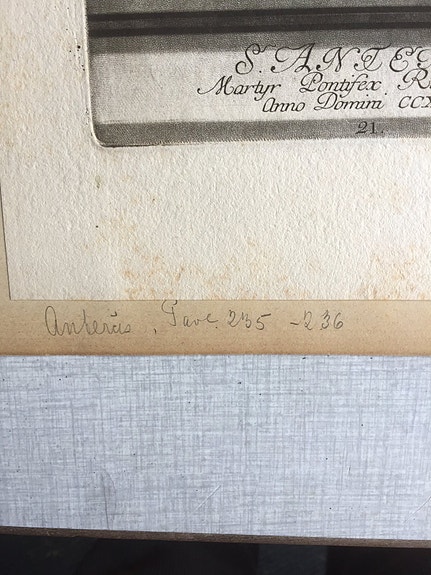 S. ANTE
Martyr Pontifex R
Anno Domini CCX
21.
Anterus, Pave. 235 - 236